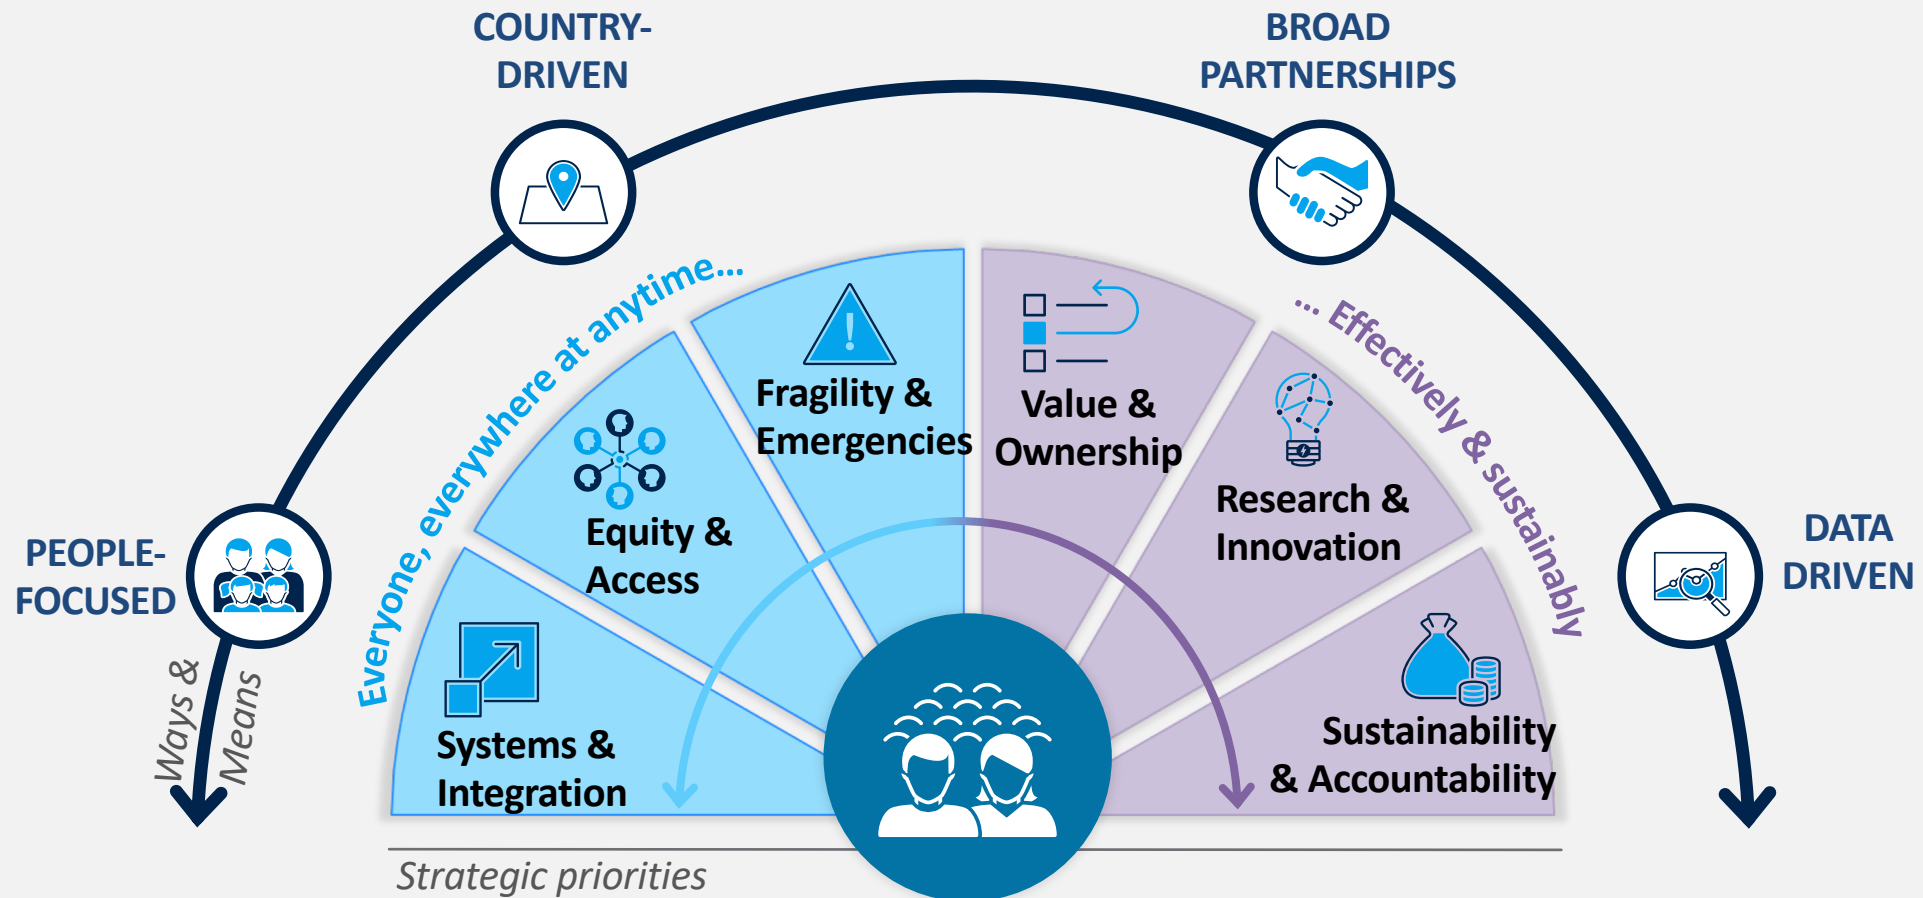 COUNTRY-
DRIVEN
BROAD
PARTNERSHIPS
PEOPLE-
FOCUSED
DATA
DRIVEN
Ways &
Means
Everyone, everywhere at anytime...
... Effectively & sustainably
Systems &
Integration
Equity &
Access
Fragility &
Emergencies
Value &
Ownership
Research &
Innovation
Sustainability
& Accountability
Strategic priorities